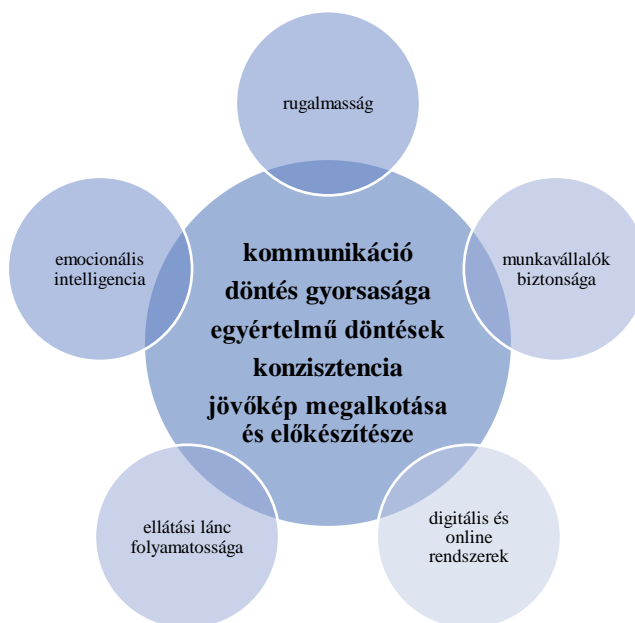 rugalmasság
emocionális
intelligencia
kommunikáció
döntés gyorsasága
egyértelmű döntések
konzisztencia
jövőkép megalkotása
és előkészítésze
munkavállalók
biztonsága
ellátási lánc
folyamatossága
digitális és
online
rendszerek